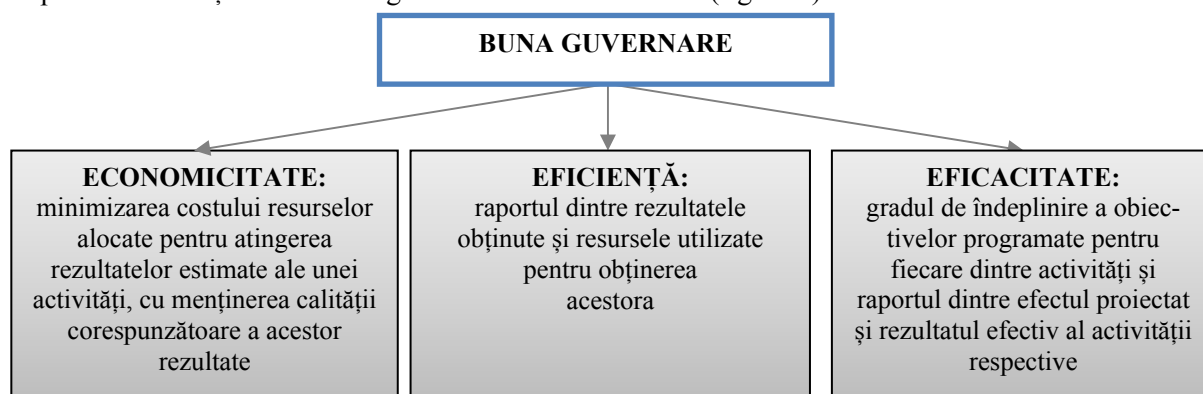 BUNA GUVERNARE
ECONOMICITATE:
minimizarea costului resurselor
alocate pentru atingerea
rezultatelor estimate ale unei
activități, cu menținerea calității
corespunzătoare a acestor
rezultate
EFICIENȚĂ:
raportul dintre rezultatele
obținute și resursele utilizate
pentru obținerea
acestora
EFICACITATE:
gradul de îndeplinire a obiec-
tivelor programate pentru
fiecare dintre activități și
raportul dintre efectul proiectat
și rezultatul efectiv al activității
respective